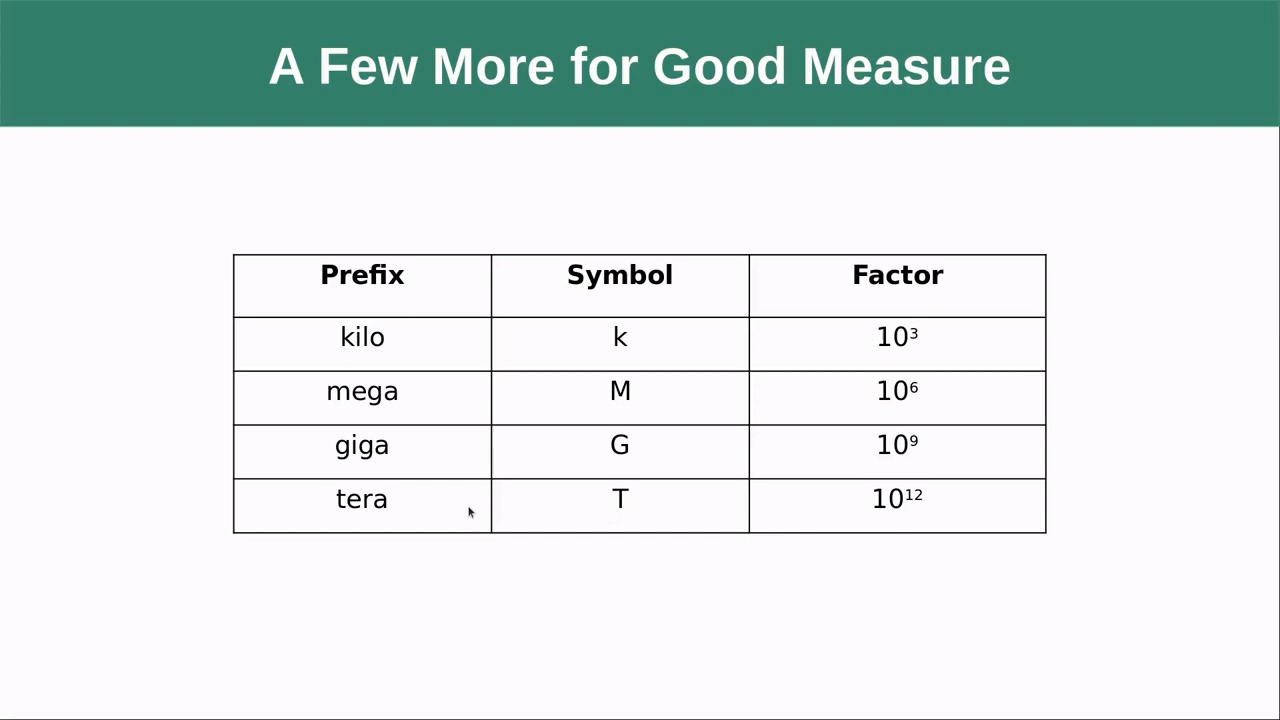 A Few More for Good Measure
Prefix Symbol Factor
kilo k 10³
mega M 10⁶
giga G 10⁹
tera T 10¹²